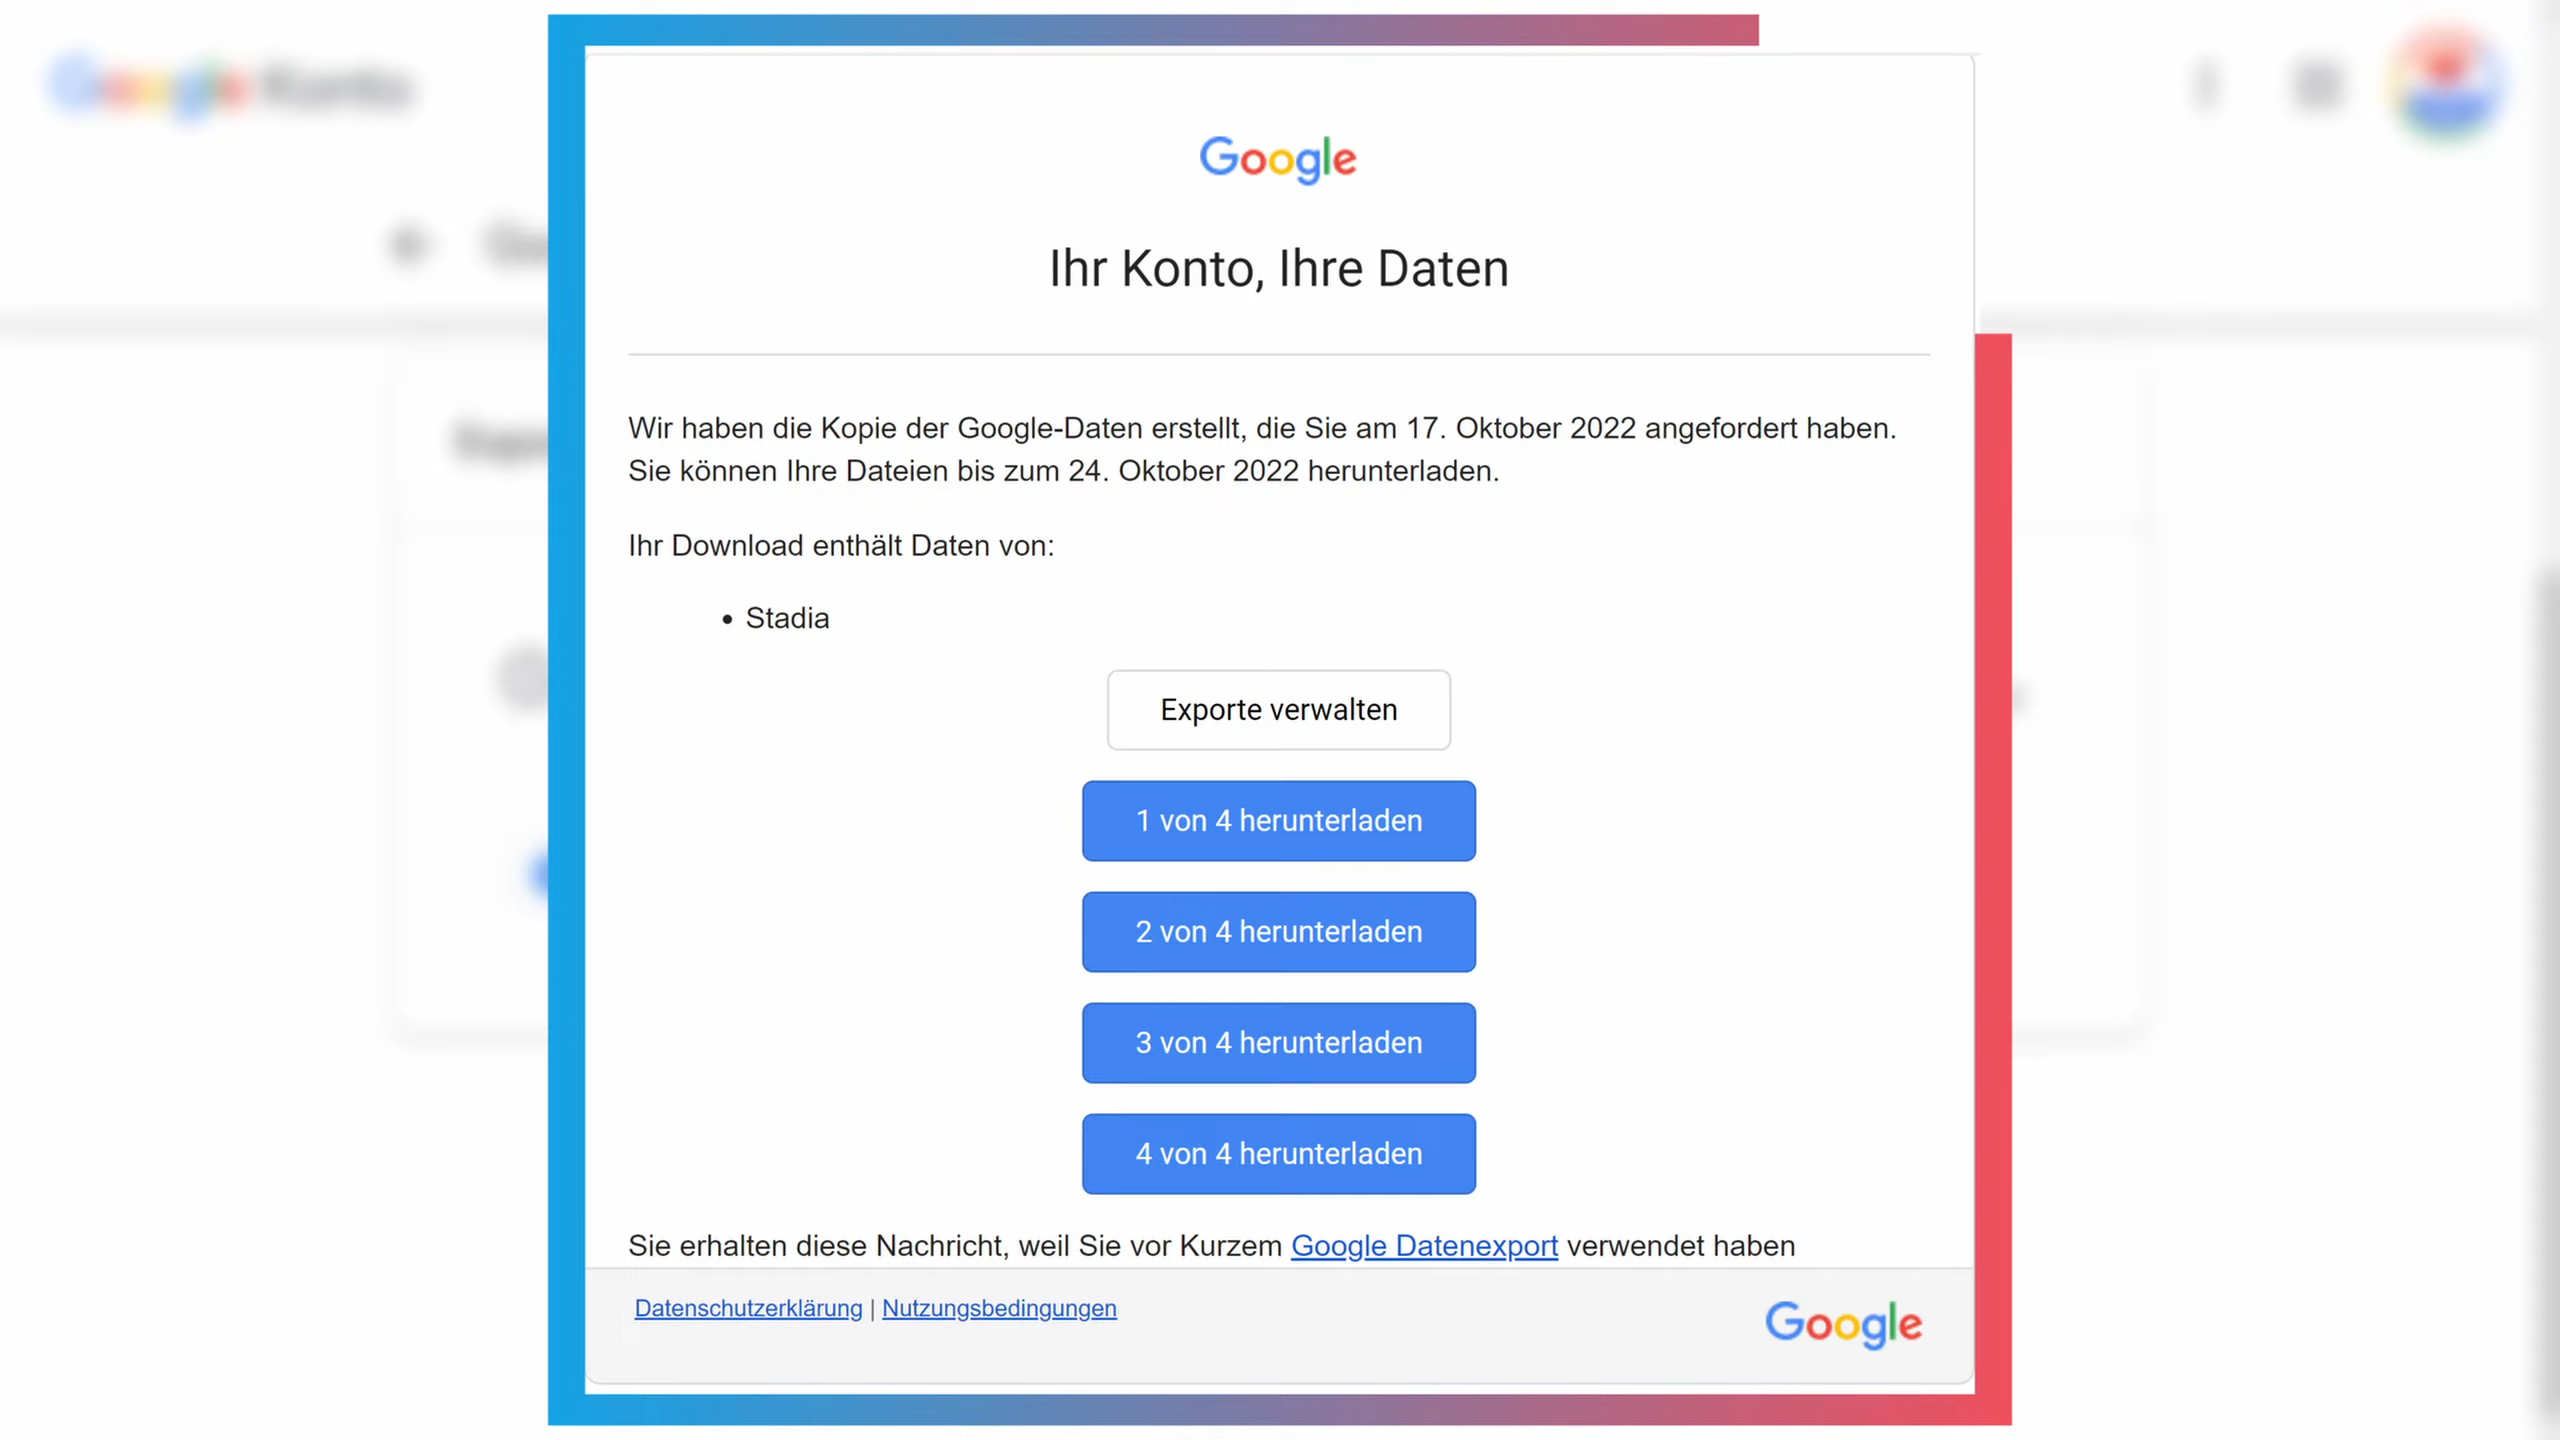 Google Konto
Google
Ihr Konto, Ihre Daten
Wir haben die Kopie der Google-Daten erstellt, die Sie am 17. Oktober 2022 angefordert haben.
Sie können Ihre Dateien bis zum 24. Oktober 2022 herunterladen.
Ihr Download enthält Daten von:
• Stadia
Exporte verwalten
1 von 4 herunterladen
2 von 4 herunterladen
3 von 4 herunterladen
4 von 4 herunterladen
Sie erhalten diese Nachricht, weil Sie vor Kurzem Google Datenexport verwendet haben
Datenschutzerklärung | Nutzungsbedingungen
Google